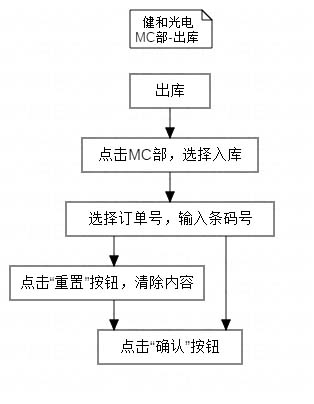 健和光电
MC部-出库
出库
点击MC部，选择入库
选择订单号，输入条码号
点击“重置”按钮，清除内容
点击“确认”按钮